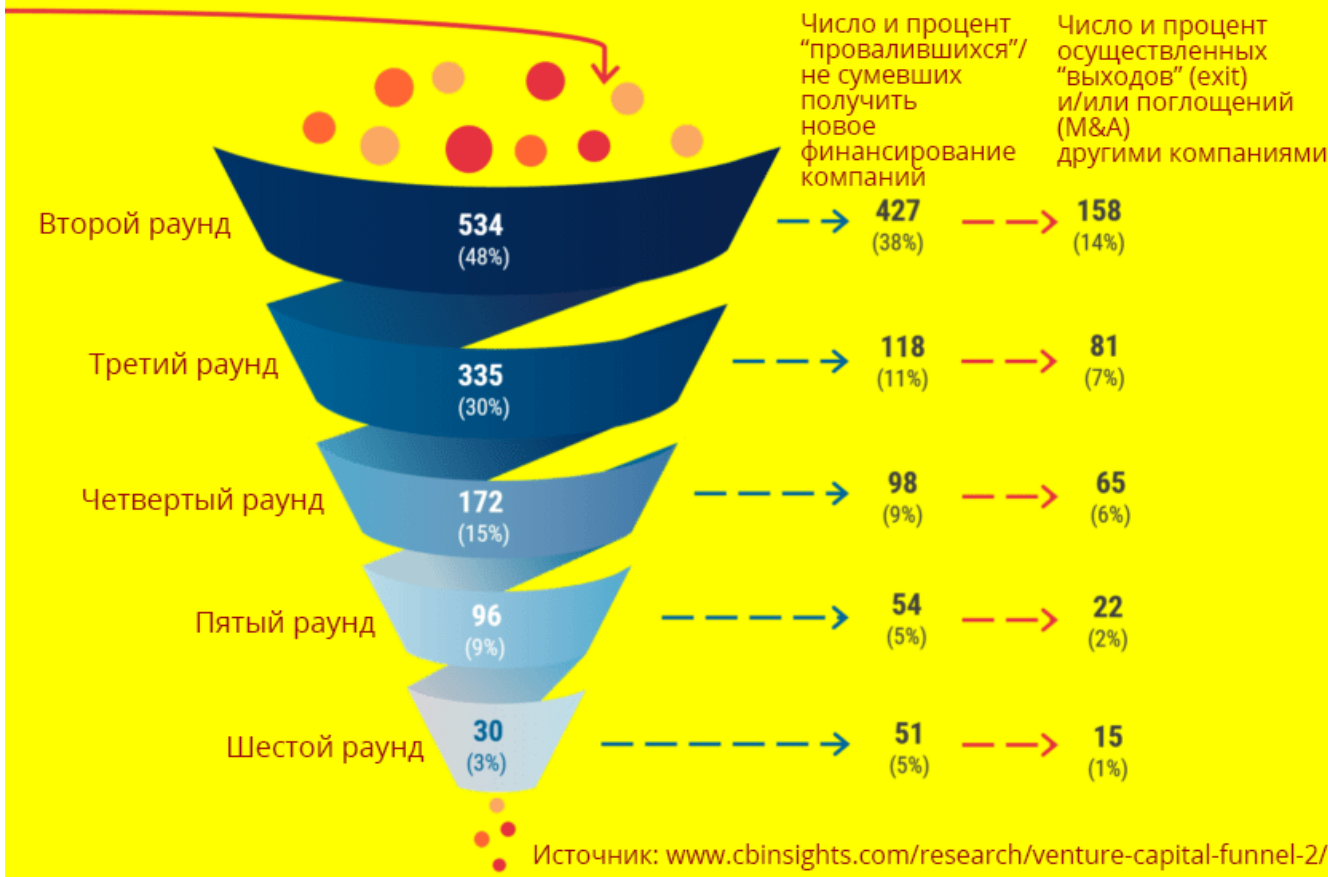 Число и процент
“провалившихся”/
не сумевших
получить
новое
финансирование
компаний
Число и процент
осуществленных
“выходов” (exit)
и/или поглощений
(M&A)
другими компаниями
Второй раунд
534
(48%)
427
(38%)
158
(14%)
Третий раунд
335
(30%)
118
(11%)
81
(7%)
Четвертый раунд
172
(15%)
98
(9%)
65
(6%)
Пятый раунд
96
(9%)
54
(5%)
22
(2%)
Шестой раунд
30
(3%)
51
(5%)
15
(1%)
Источник: www.cbinsights.com/research/venture-capital-funnel-2/